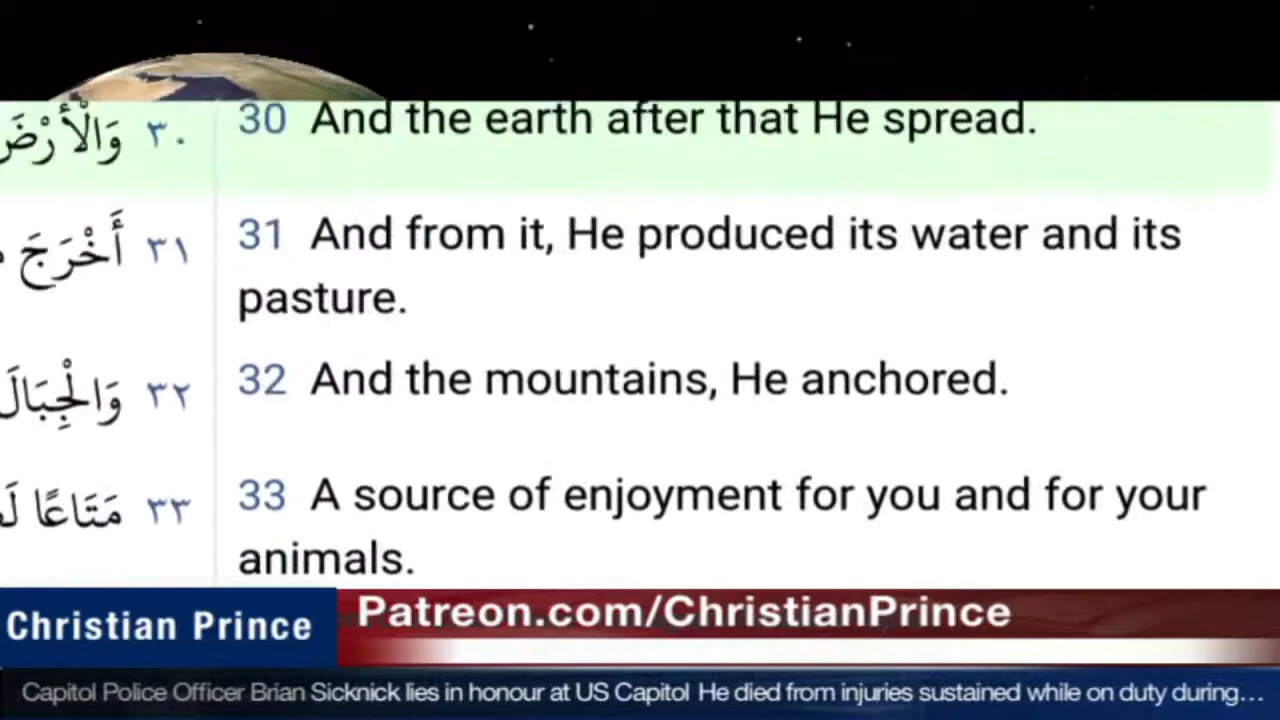 30 And the earth after that He spread.
٣٠ وَالْأَرْضَ
31 And from it, He produced its water and its
pasture.
٣١ أَخْرَجَ
32 And the mountains, He anchored.
٣٢ وَالْجِبَالَ
33 A source of enjoyment for you and for your
animals.
٣٣ مَتَاعًا
Christian Prince
Patreon.com/ChristianPrince
Capitol Police Officer Brian Sicknick lies in honour at US Capitol He died from injuries sustained while on duty during…